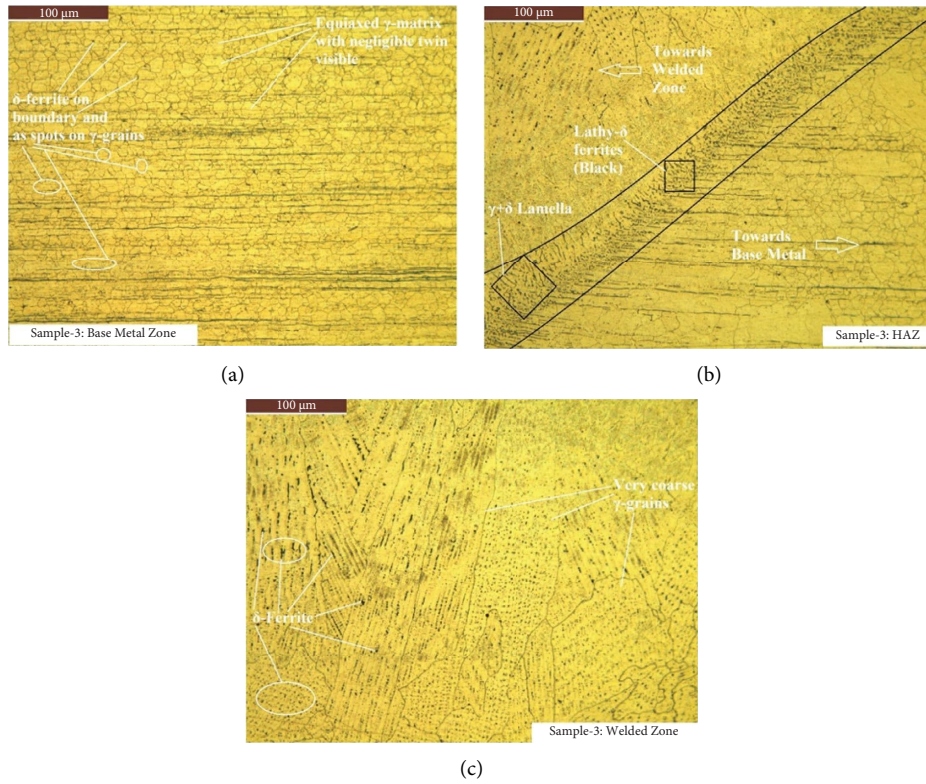 100 μm
Equiaxed γ-matrix
with negligible twin
visible
δ-ferrite on
boundary and
as spots on γ-grains
Sample-3: Base Metal Zone
(a)
100 μm
Towards
Welded
Zone
Lathy-δ
ferrites
(Black)
γ+δ Lamella
Towards
Base Metal
Sample-3: HAZ
(b)
100 μm
Very coarse
γ-grains
δ-Ferrite
Sample-3: Welded Zone
(c)